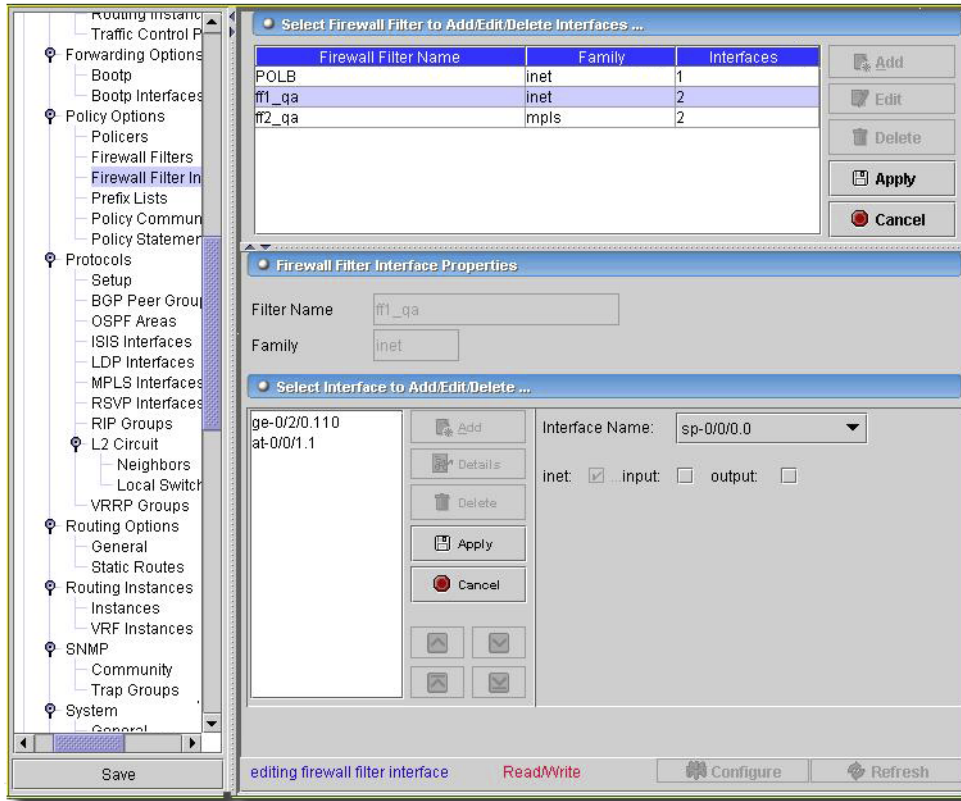 Routing Instanc
Traffic Control P
Forwarding Options
Bootp
Bootp Interfaces
Policy Options
Policers
Firewall Filters
Firewall Filter In
Prefix Lists
Policy Commun
Policy Statemen
Protocols
Setup
BGP Peer Group
OSPF Areas
ISIS Interfaces
LDP Interfaces
MPLS Interfaces
RSVP Interfaces
RIP Groups
L2 Circuit
Neighbors
Local Switch
VRRP Groups
Routing Options
General
Static Routes
Routing Instances
Instances
VRF Instances
SNMP
Community
Trap Groups
System
General
Save
Select Firewall Filter to Add/Edit/Delete Interfaces ...
Firewall Filter Name Family Interfaces
POLB inet 1
ff1_qa inet 2
ff2_qa mpls 2
Add
Edit
Delete
Apply
Cancel
Firewall Filter Interface Properties
Filter Name ff1_qa
Family inet
Select Interface to Add/Edit/Delete ...
ge-0/2/0.110
at-0/0/1.1
Add
Details
Delete
Apply
Cancel
Interface Name: sp-0/0/0.0
inet: ...input: output:
editing firewall filter interface Read/Write Configure Refresh